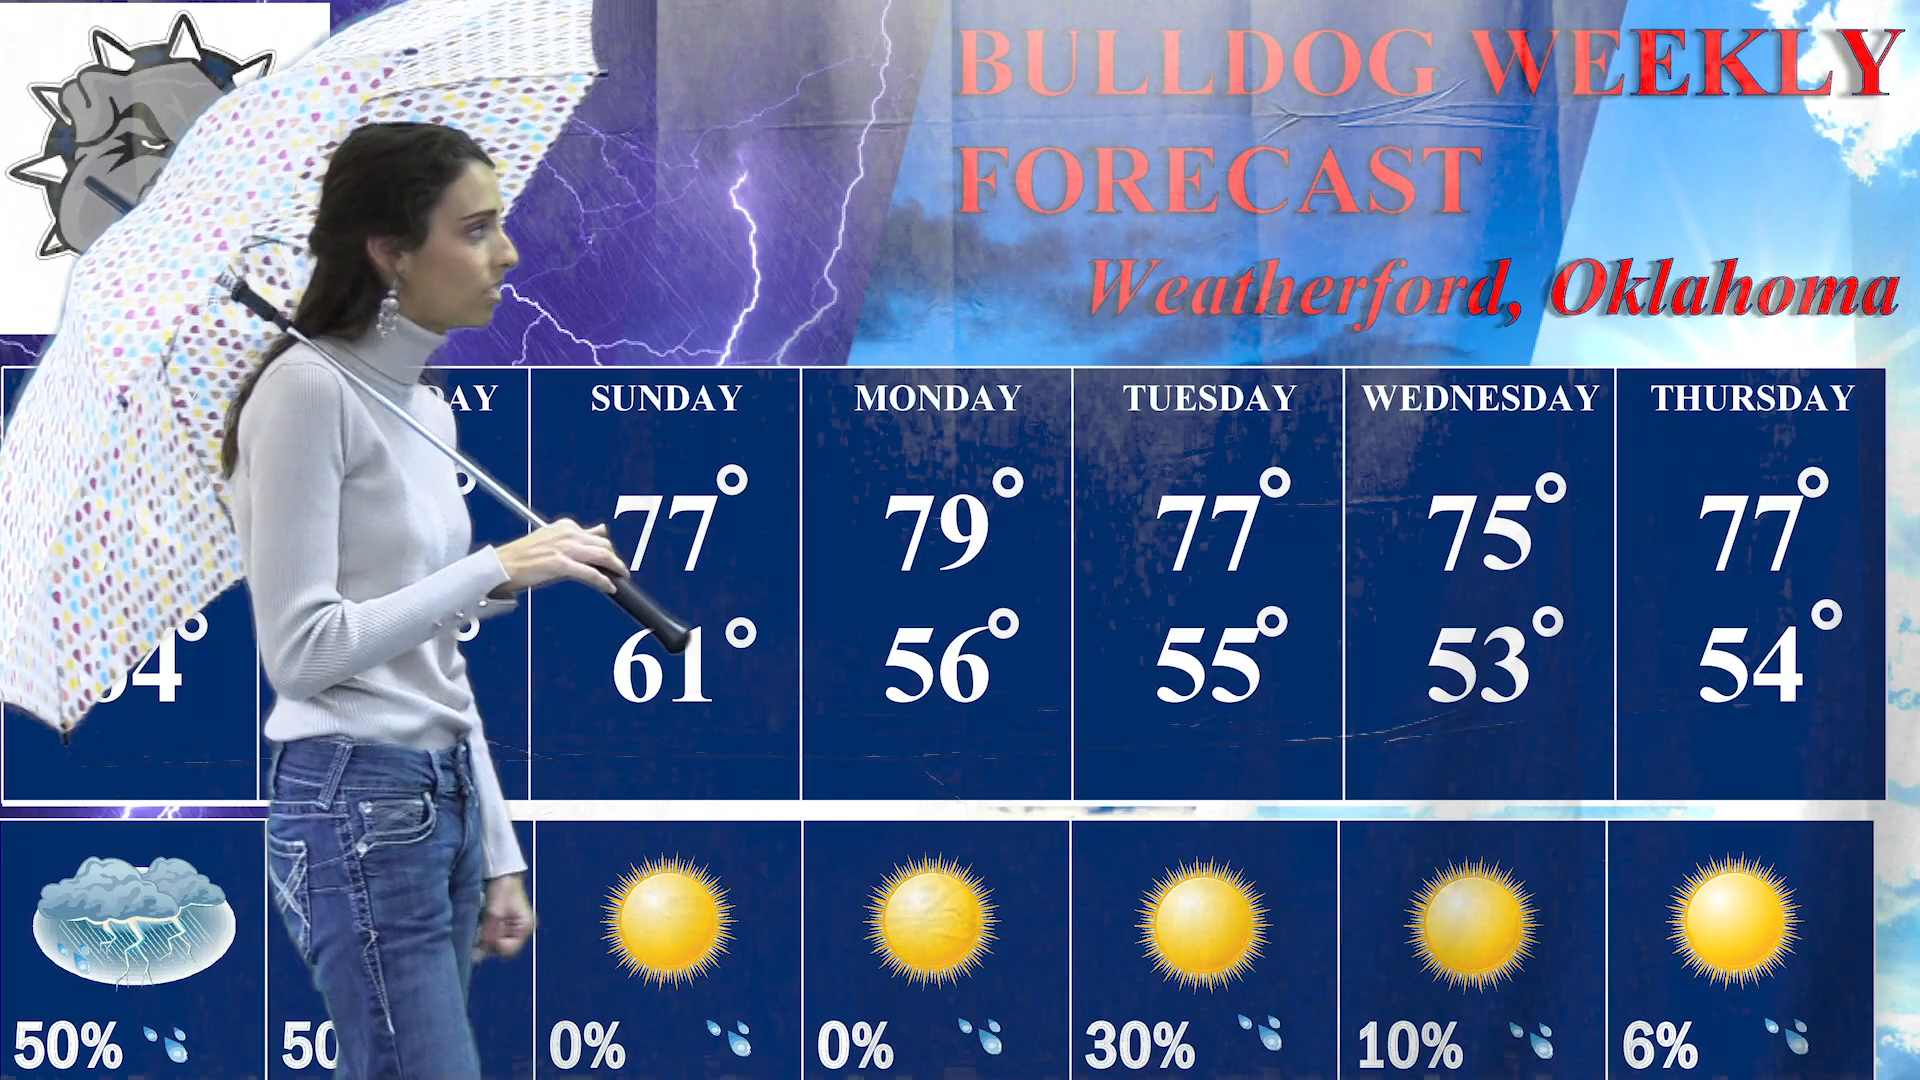 BULLDOG WEEKLY
FORECAST
Weatherford, Oklahoma
SUNDAY MONDAY TUESDAY WEDNESDAY THURSDAY
77° 79° 77° 75° 77°
61° 56° 55° 53° 54°
50% 0% 0% 30% 10% 6%